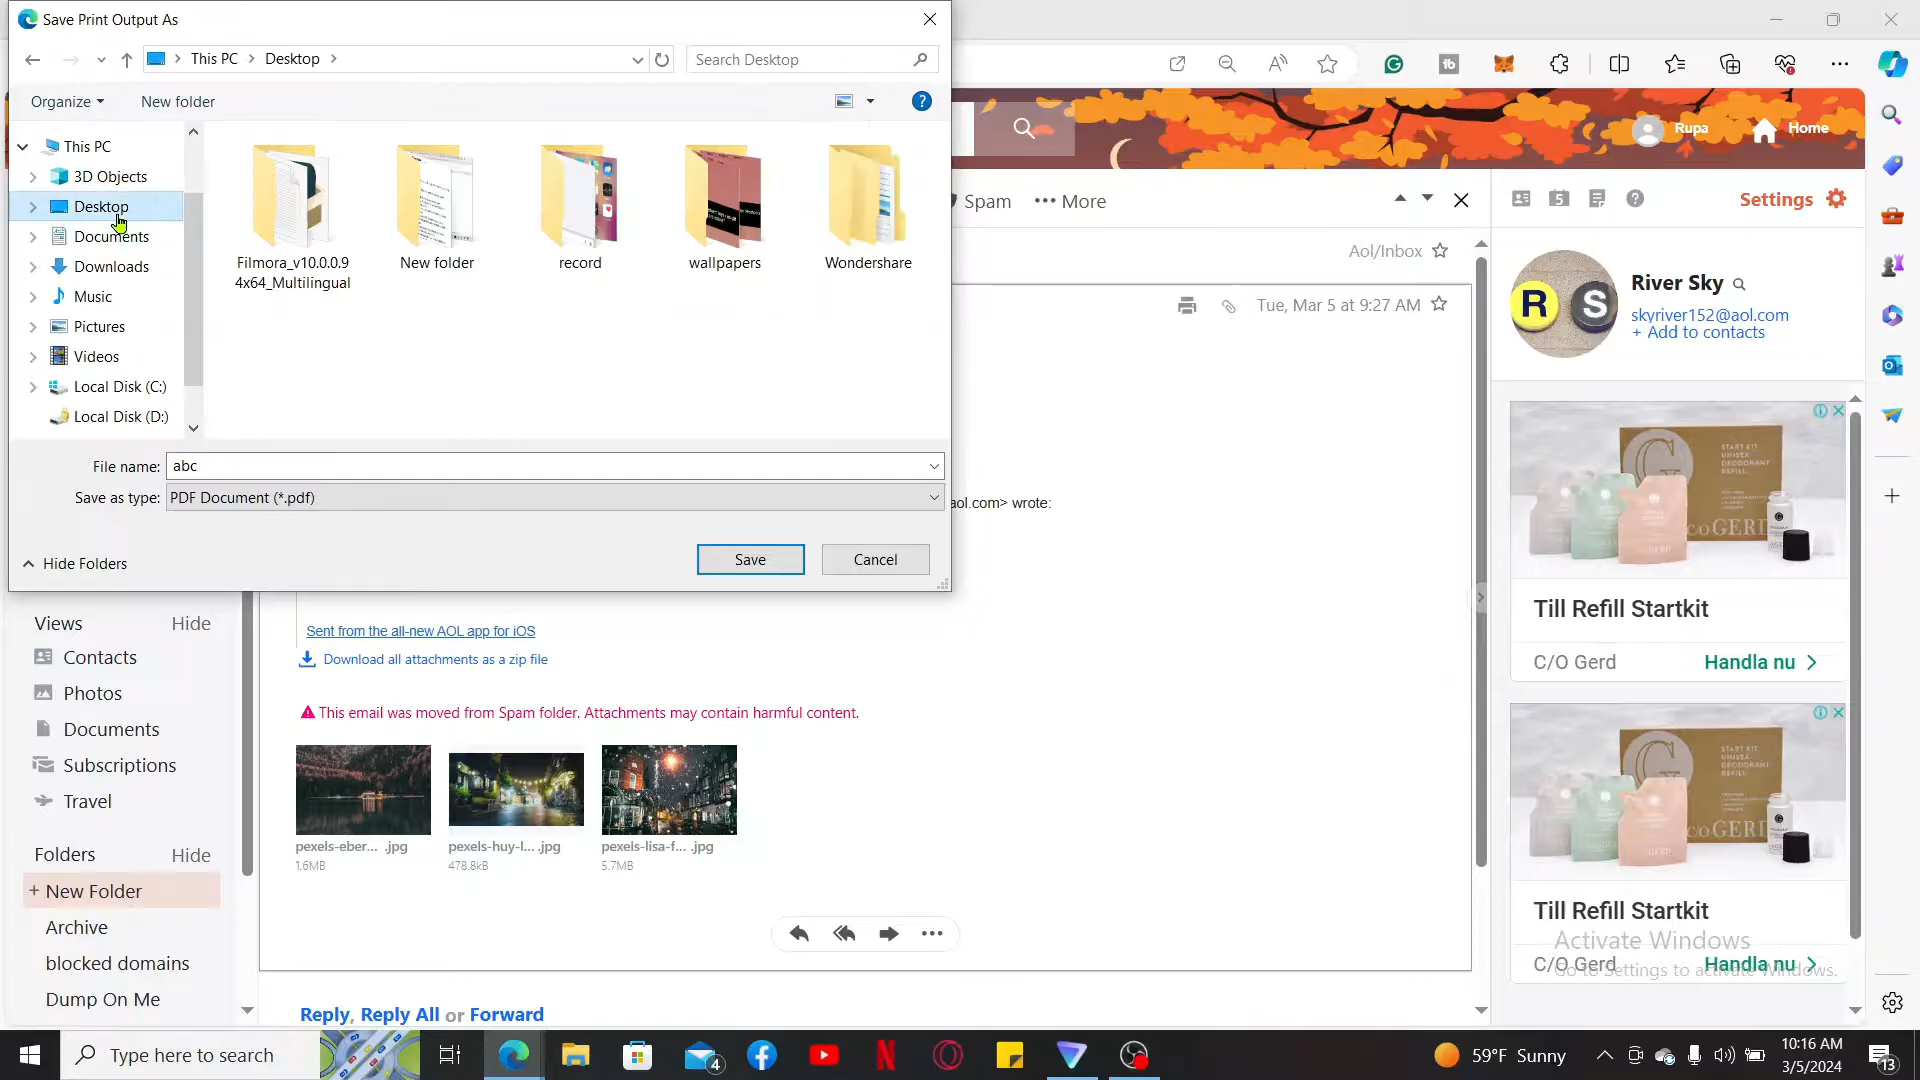 Save Print Output As
This PC
Desktop
Search Desktop
Organize
New folder
This PC
3D Objects
Desktop
Documents
Downloads
Music
Pictures
Videos
Local Disk (C:)
Local Disk (D:)
Filmora_v10.0.0.9
4x64_Multilingual
New folder
record
wallpapers
Wondershare
File name: abc
Save as type: PDF Document (*.pdf)
Hide Folders
Save
Cancel
Rupa
Home
Spam
More
Settings
Aol/Inbox
Tue, Mar 5 at 9:27 AM
River Sky
skyriver152@aol.com
+ Add to contacts
aol.com> wrote:
Sent from the all-new AOL app for iOS
Download all attachments as a zip file
This email was moved from Spam folder. Attachments may contain harmful content.
pexels-eber... .jpg
1.6MB
pexels-huy-l... .jpg
478.8kB
pexels-lisa-f... .jpg
5.7MB
Reply, Reply All or Forward
Views
Hide
Contacts
Photos
Documents
Subscriptions
Travel
Folders
Hide
+ New Folder
Archive
blocked domains
Dump On Me
Till Refill Startkit
C/O Gerd
Handla nu
Till Refill Startkit
C/O Gerd
Handla nu
Activate Windows
Go to Settings to activate Windows.
Type here to search
4
59°F Sunny
10:16 AM
3/5/2024
13